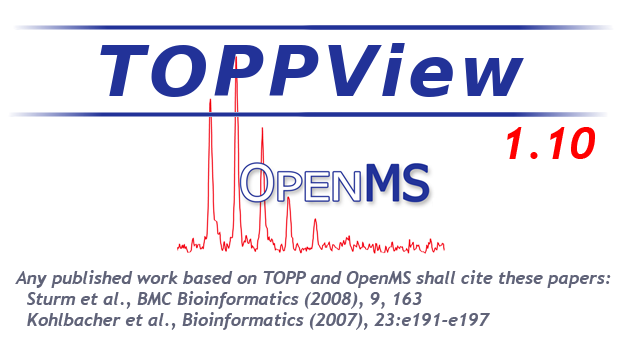 TOPPView
1.10
OPENMS
Any published work based on TOPP and OpenMS shall cite these papers:
Sturm et al., BMC Bioinformatics (2008), 9, 163
Kohlbacher et al., Bioinformatics (2007), 23:e191-e197